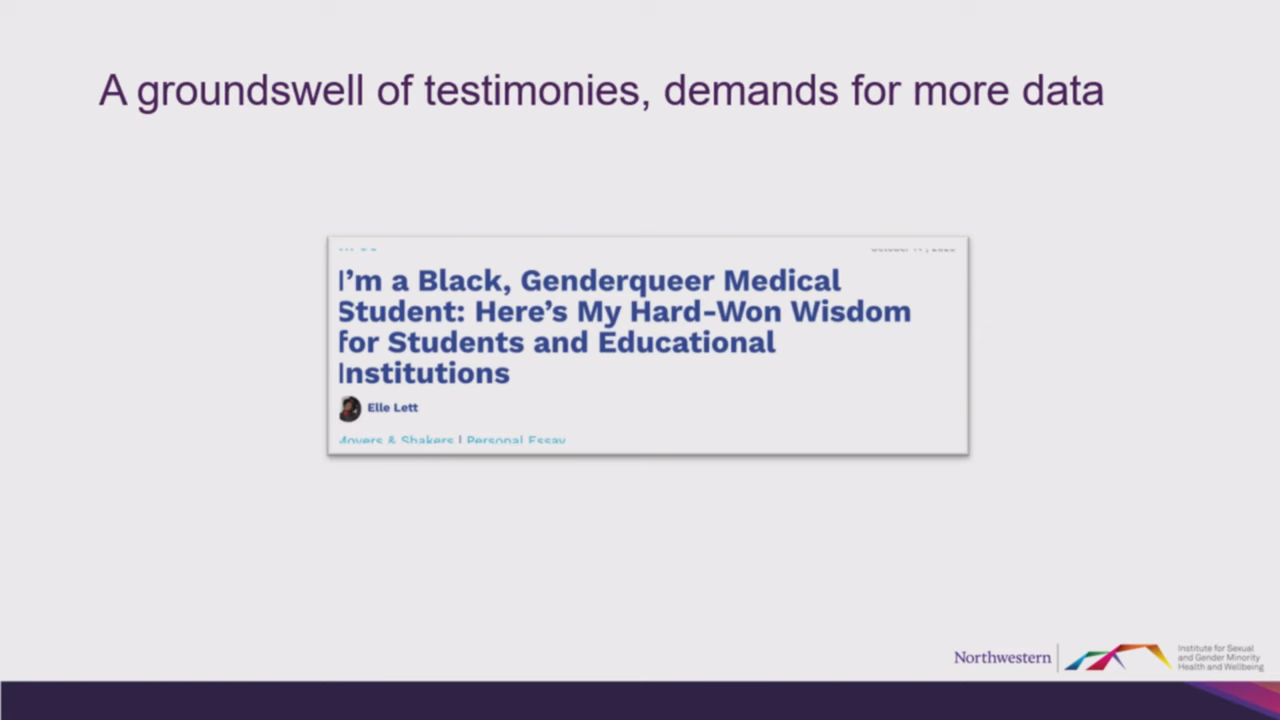 A groundswell of testimonies, demands for more data
I'm a Black, Genderqueer Medical
Student: Here's My Hard-Won Wisdom
for Students and Educational
Institutions
Elle Lett
Movers & Shakers | Personal Essay
Northwestern
Institute for Sexual
and Gender Minority
Health and Wellbeing